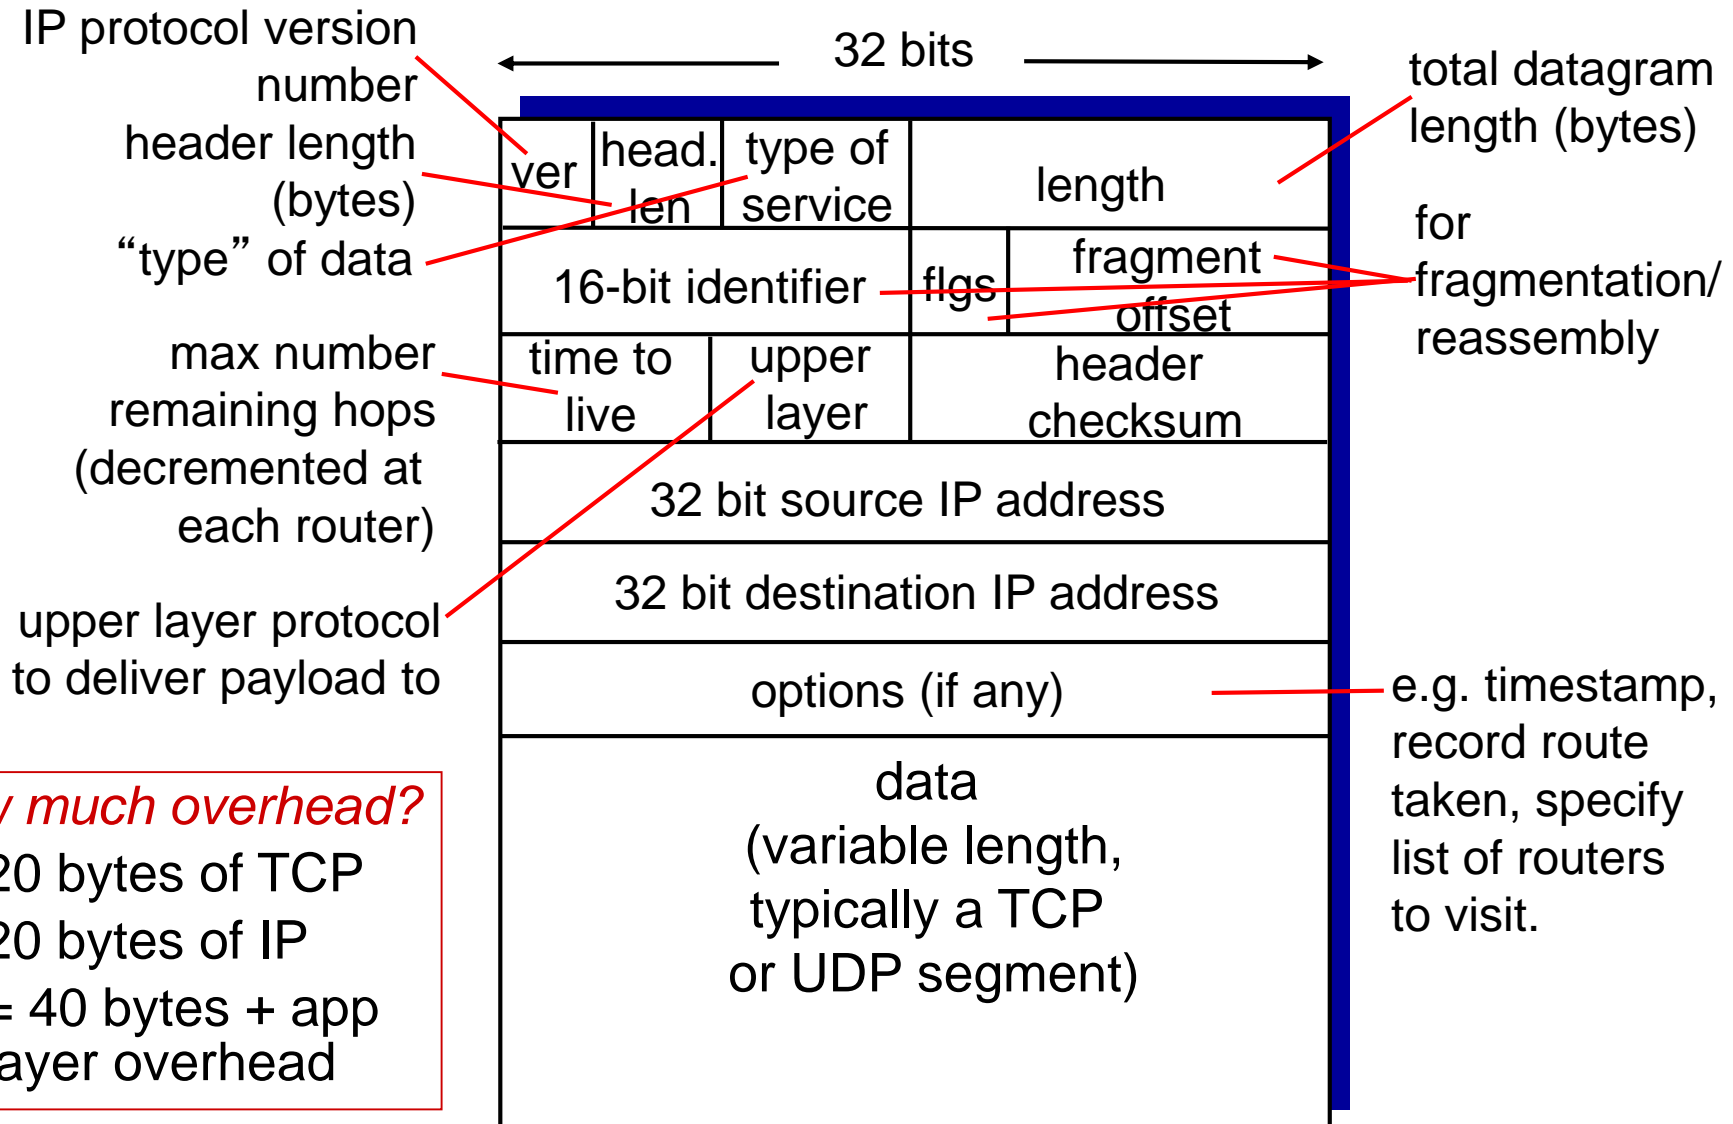 IP protocol version
number
header length
(bytes)
“type” of data
max number
remaining hops
(decremented at
each router)
upper layer protocol
to deliver payload to
much overhead?
20 bytes of TCP
20 bytes of IP
= 40 bytes + app
overhead
32 bits
ver
head.
len
type of
service
length
16-bit identifier
flgs
fragment
offset
time to
live
upper
layer
header
checksum
32 bit source IP address
32 bit destination IP address
options (if any)
data
(variable length,
typically a TCP
or UDP segment)
total datagram
length (bytes)
for
fragmentation/
reassembly
e.g. timestamp,
record route
taken, specify
list of routers
to visit.